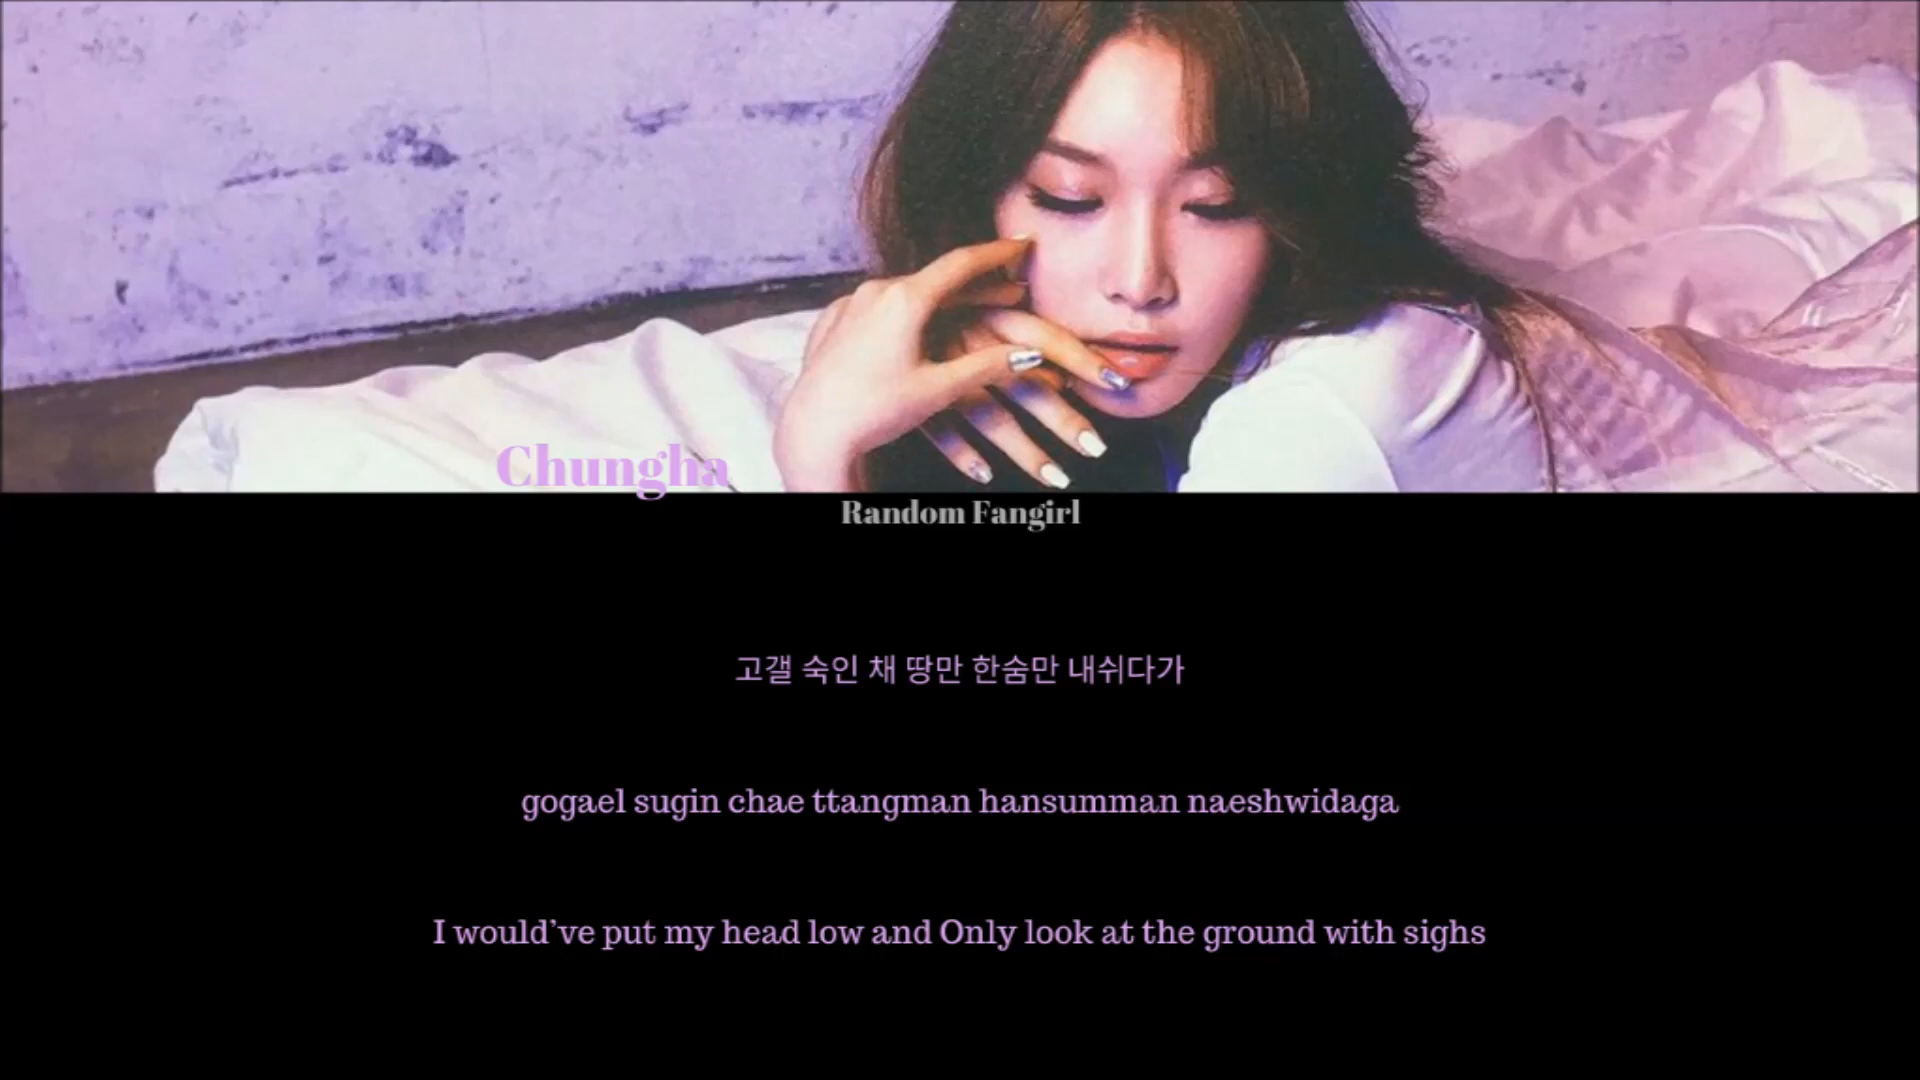 Chungha
Random Fangirl
고갤 숙인 채 땅만 한숨만 내쉬다가
gogael sugin chae ttangman hansumman naeshwidaga
I would’ve put my head low and Only look at the ground with sighs